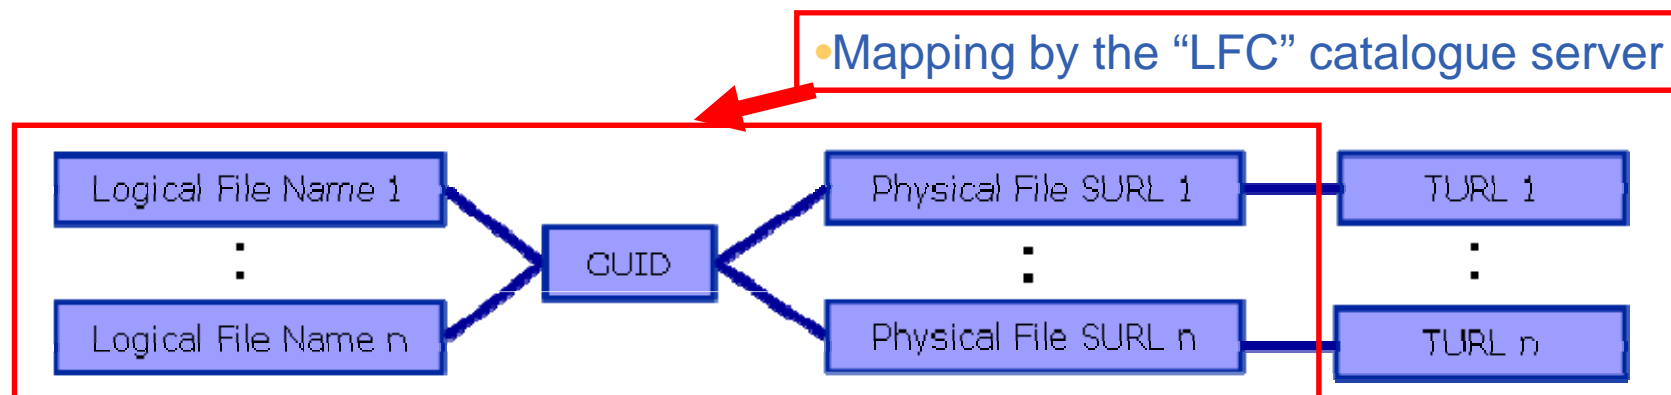 •Mapping by the “LFC” catalogue server
Logical File Name 1
Physical File SURL 1
TURL 1
:
:
:
GUID
Logical File Name n
Physical File SURL n
TURL n